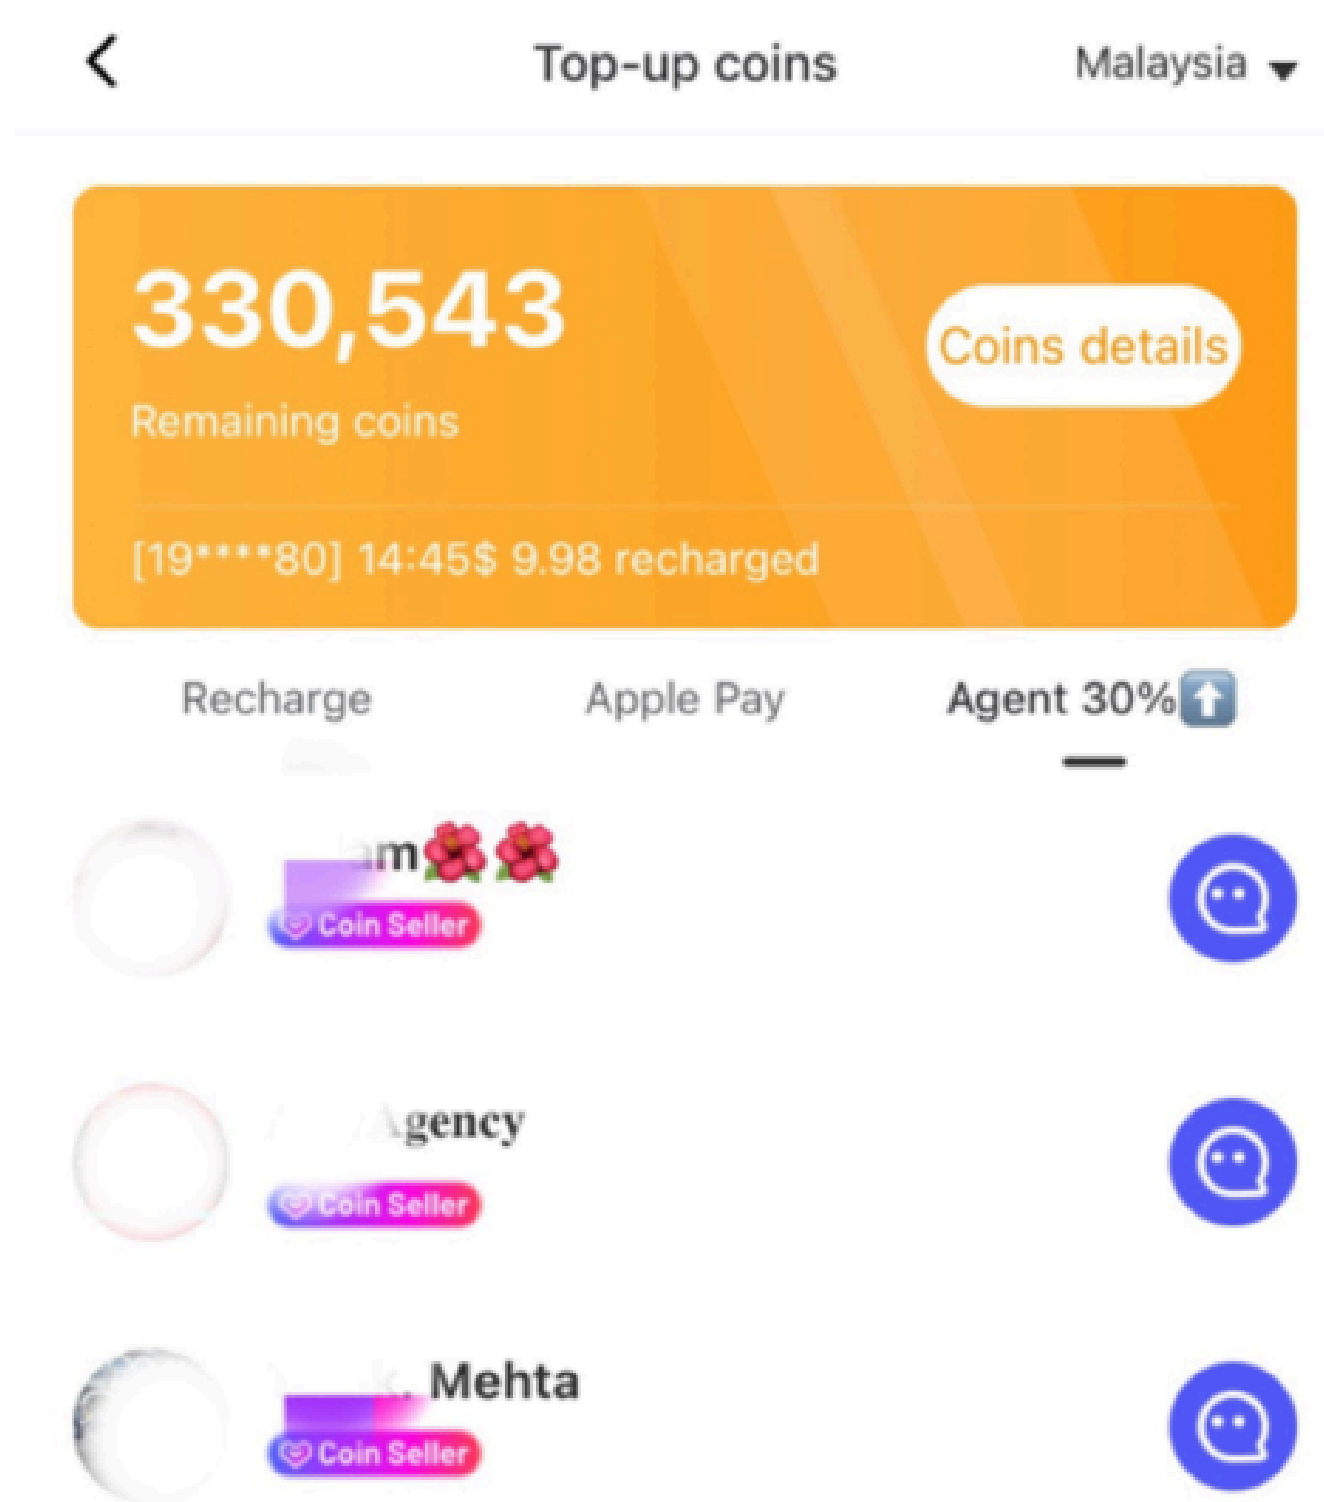 Top-up coins
Malaysia
330,543
Coins details
Remaining coins
[19****80] 14:45$ 9.98 recharged
Recharge
Apple Pay
Agent 30%⬆️
🌺🌺
Coin Seller
Agency
Coin Seller
Mehta
Coin Seller